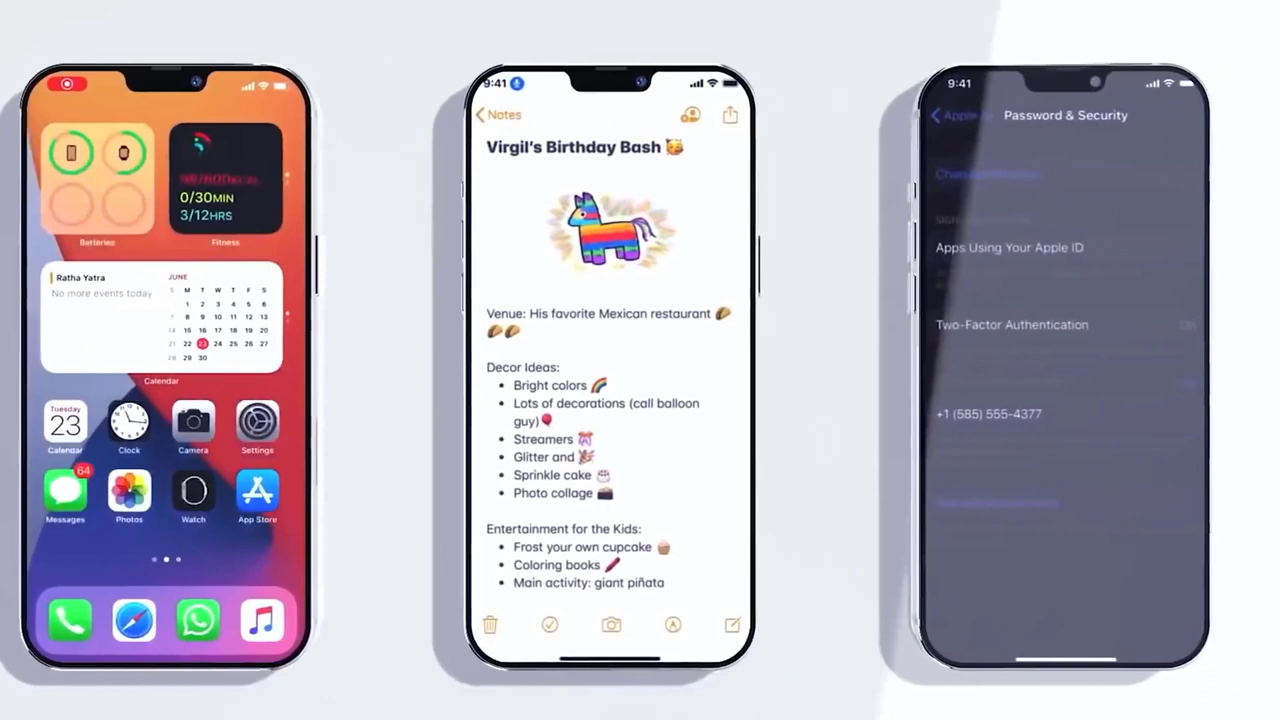 Batteries
0/30MIN
3/12HRS
Fitness
Ratha Yatra
No more events today
JUNE
S M T W T F S
1 2 3 4 5 6
7 8 9 10 11 12 13
14 15 16 17 18 19 20
21 22 23 24 25 26 27
28 29 30
Calendar
Tuesday
23
Calendar
Clock
Camera
Settings
64
Messages
Photos
Watch
App Store
9:41
Notes
Virgil's Birthday Bash 🥳
Venue: His favorite Mexican restaurant 🌮
🌮🌮
Decor Ideas:
• Bright colors 🌈
• Lots of decorations (call balloon
guy)🎈
• Streamers 🎊
• Glitter and 🎉
• Sprinkle cake 🎂
• Photo collage 📸
Entertainment for the Kids:
• Frost your own cupcake 🧁
• Coloring books 🖍️
• Main activity: giant piñata
9:41
Apple
Password & Security
Apps Using Your Apple ID
Two-Factor Authentication
On
+1 (585) 555-4377